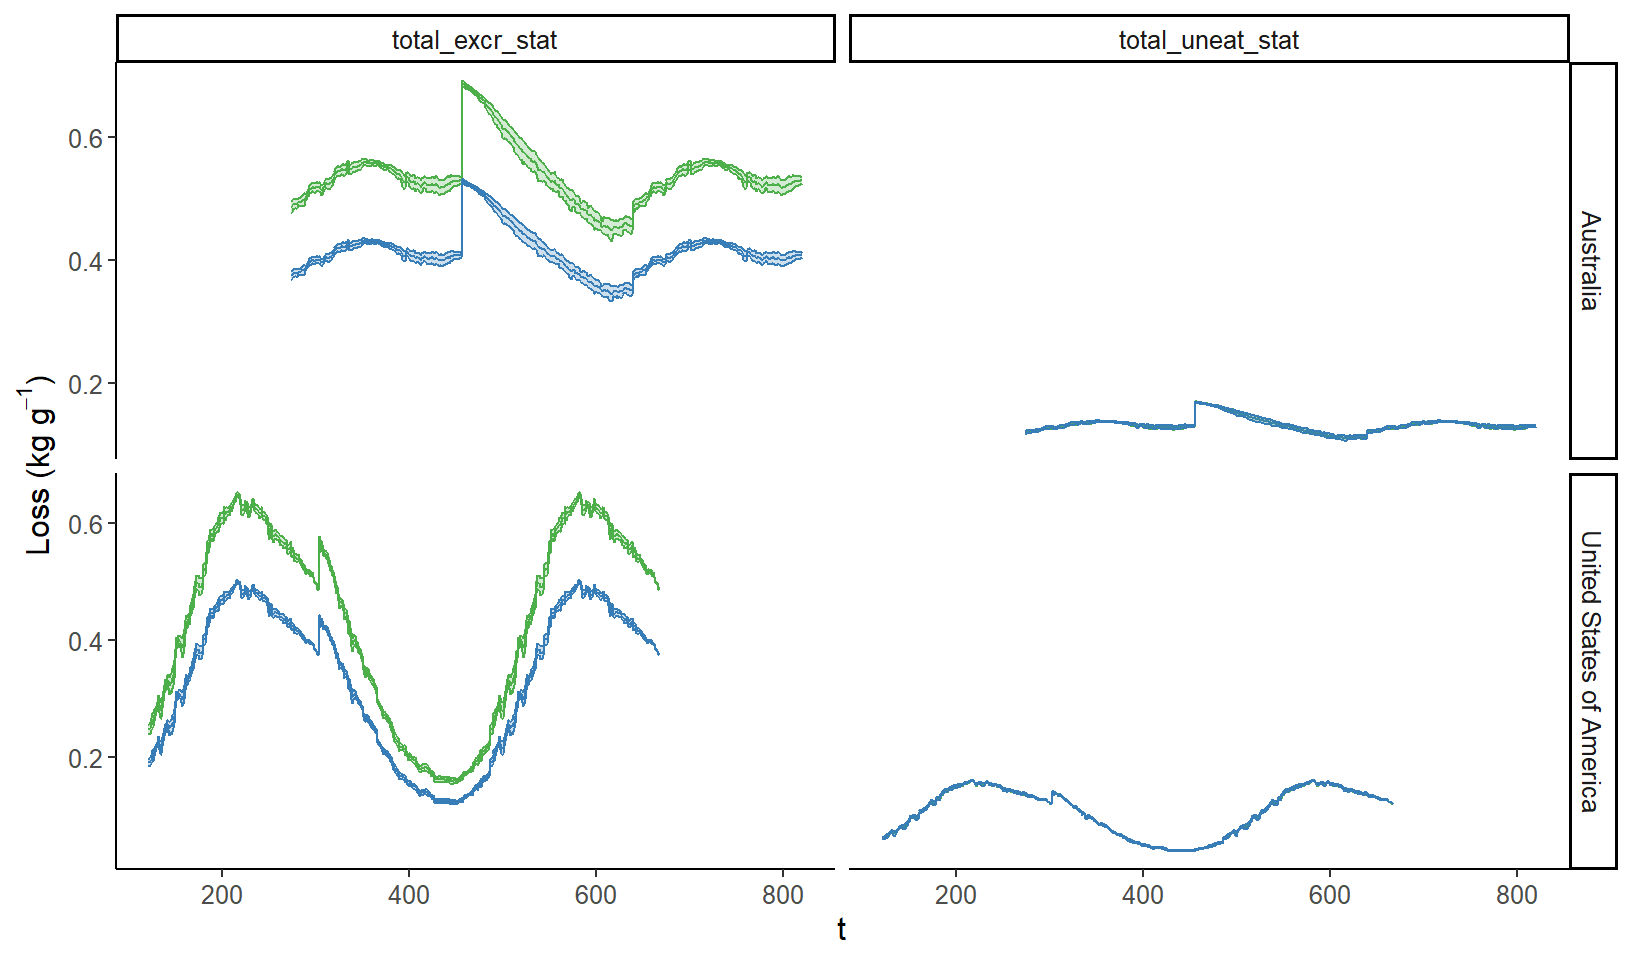 total_excr_stat
total_uneat_stat
0.6
0.4
0.2
Australia
Loss (kg g⁻¹)
0.6
0.4
0.2
United States of America
200
400
600
800
200
400
600
800
t